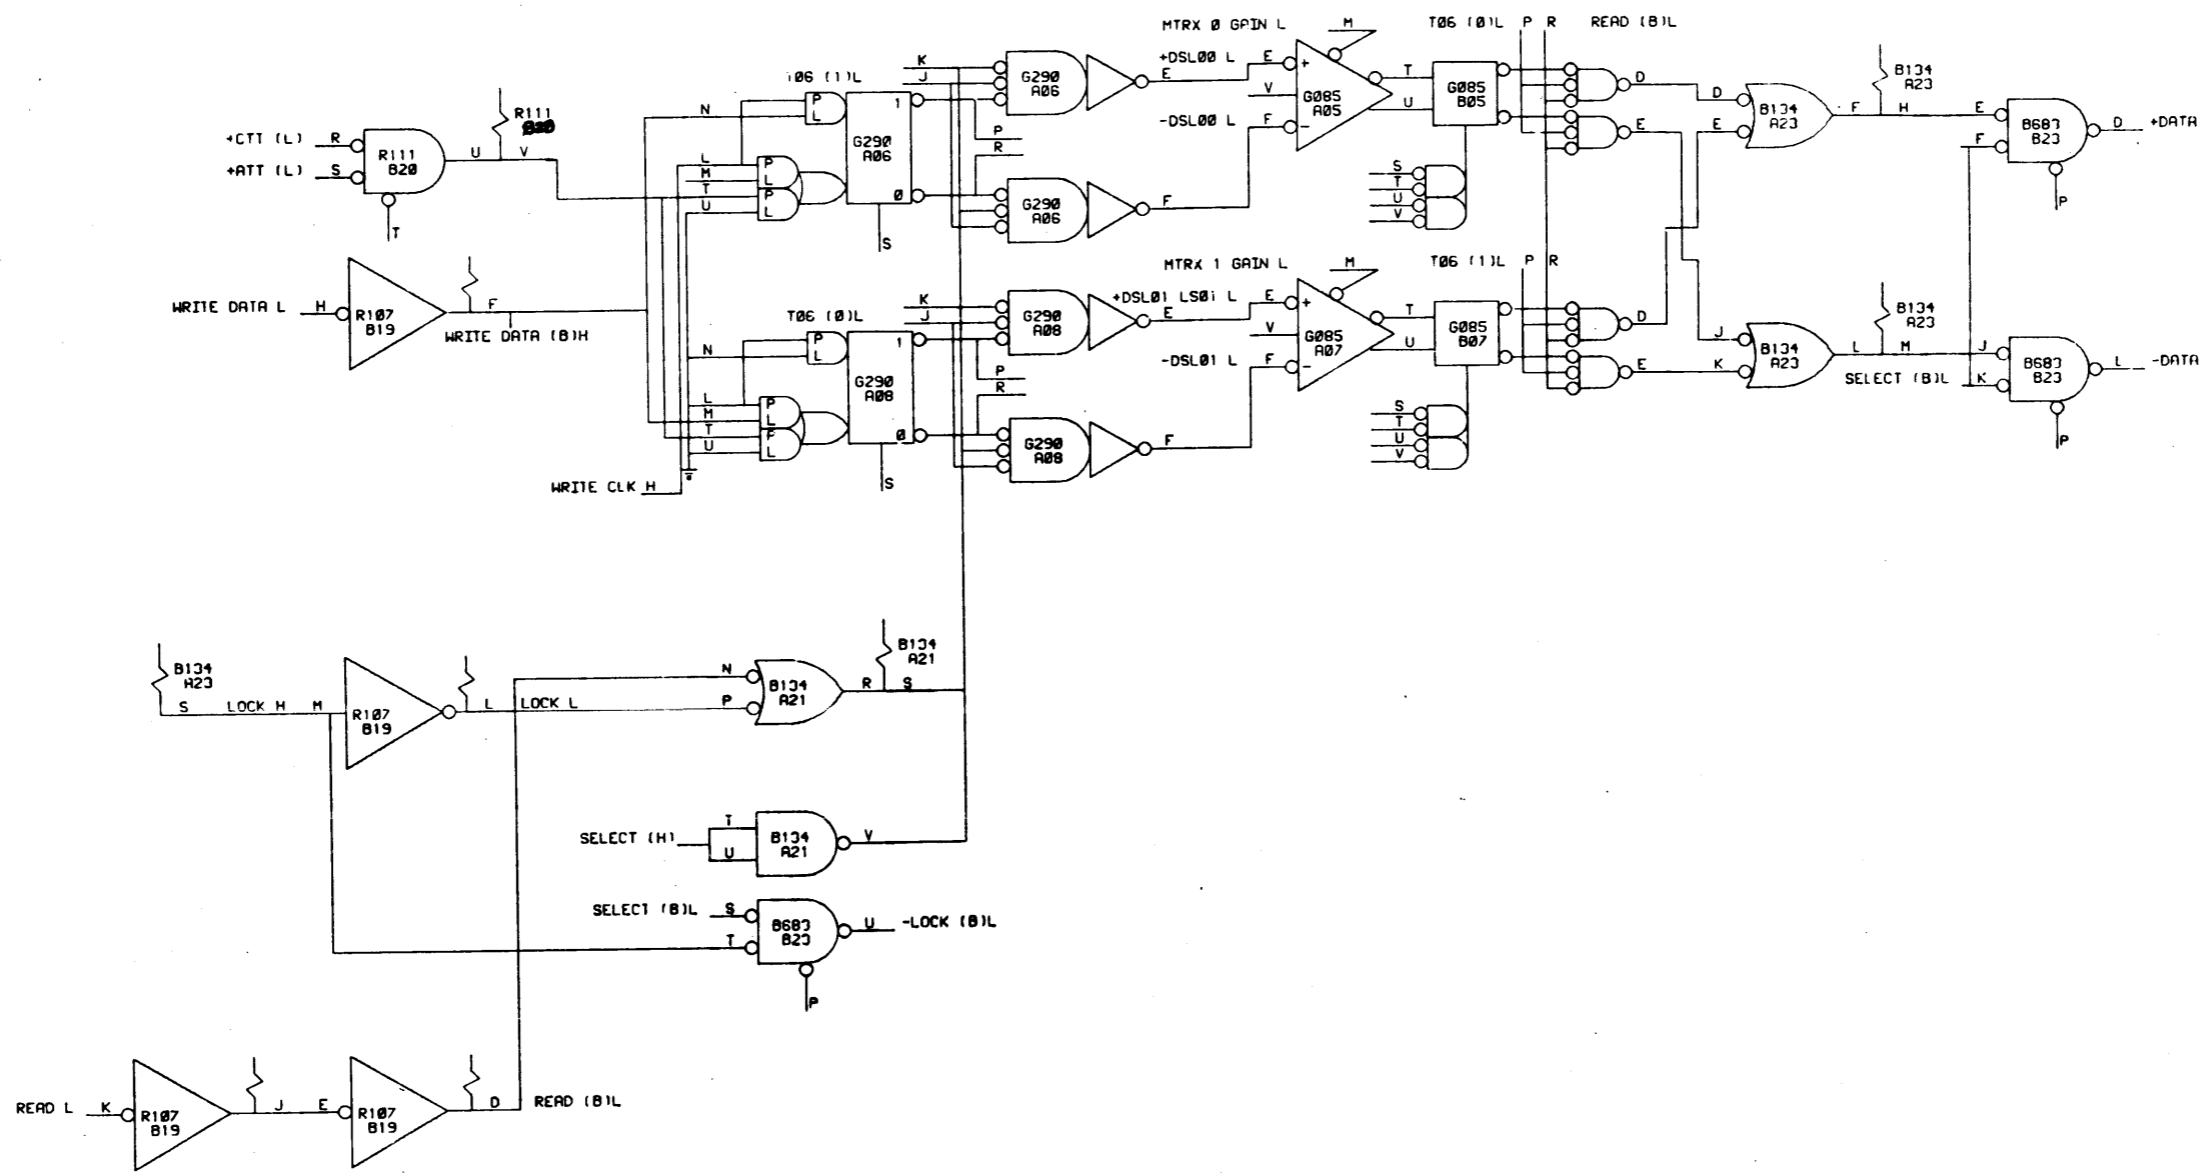 MTRX 0 GAIN L
M
T06 (0)L P R READ (B)L
T06 (1)L
K
J
G290
A06
E
+DSL00 L
E
+
V
G085
A05
-DSL00 L
F
-
T
U
G085
B05
D
E
D
E
B134
A23
F
H
B134
A23
E
F
B683
B23
D
+DATA
P
+CTT (L)
R
+ATT (L)
S
R111
B20
T
U
V
R111
N
P
L
L
M
T
U
P
L
P
L
1
G290
A06
0
S
P
R
G290
A06
F
S
T
U
V
WRITE DATA L
H
R107
B19
F
WRITE DATA (B)H
T06 (0)L
N
P
L
L
M
T
U
P
L
P
L
1
G290
A08
0
S
WRITE CLK H
K
J
G290
A08
E
P
R
G290
A08
F
MTRX 1 GAIN L
M
+DSL01 LS01 L
E
+
V
G085
A07
-DSL01 L
F
-
T
U
G085
B07
T06 (1)L P R
D
E
S
T
U
V
J
K
B134
A23
L
M
B134
A23
SELECT (B)L
J
K
B683
B23
L
-DATA
P
B134
A23
S
LOCK H
M
R107
B19
L
LOCK L
N
P
B134
A21
R
S
B134
A21
SELECT (H)
T
U
B134
A21
V
SELECT (B)L
S
T
B683
B23
U
-LOCK (B)L
P
READ L
K
R107
B19
J
E
R107
B19
D
READ (B)L